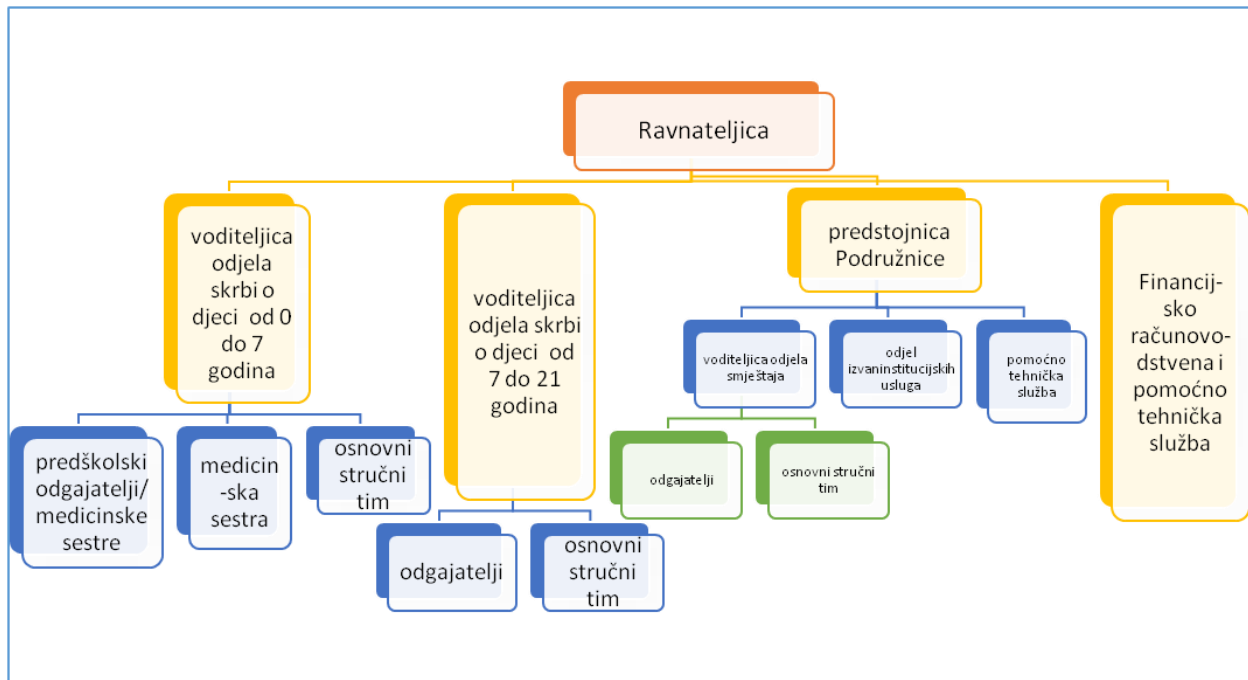 Ravnateljica
voditeljica
odjela
skrbi o
djeci od 0
do 7
godina
voditeljica
odjela skrbi
o djeci od
7 do 21
godina
predstojnica
Podružnice
Financij-
sko
računovo-
dstvena i
pomoćno
tehnička
služba
predškolski
odgajatelji/
medicinske
sestre
medicin
-ska
sestra
osnovni
stručni
tim
odgajatelji
osnovni
stručni
tim
voditeljica odjela
smještaja
odjel
izvaninstitucijskih
usluga
pomoćno
tehnička
služba
odgajatelji
osnovni stručni
tim